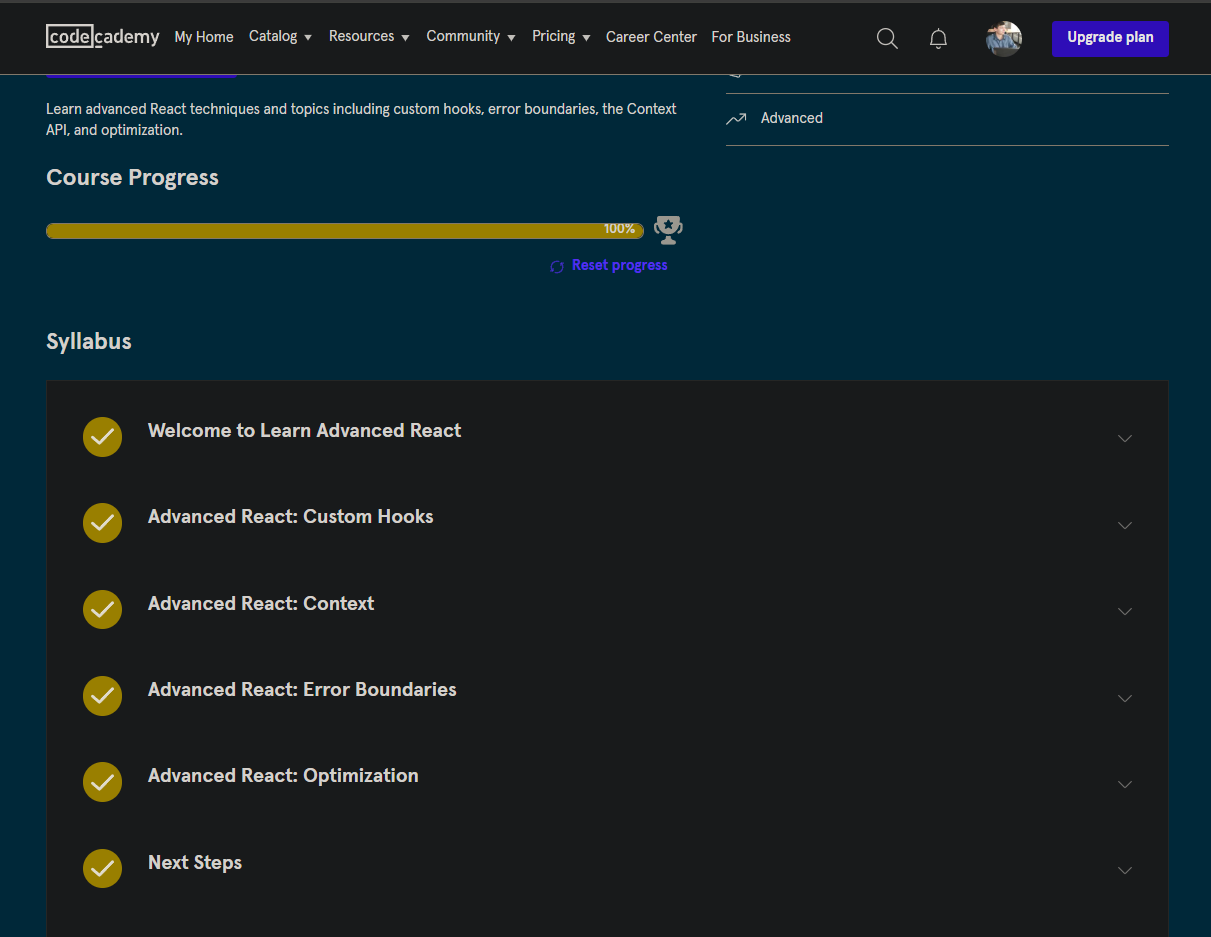 codecademy My Home Catalog Resources Community Pricing Career Center For Business Upgrade plan
Learn advanced React techniques and topics including custom hooks, error boundaries, the Context
API, and optimization.
Advanced
Course Progress
100%
Reset progress
Syllabus
Welcome to Learn Advanced React
Advanced React: Custom Hooks
Advanced React: Context
Advanced React: Error Boundaries
Advanced React: Optimization
Next Steps